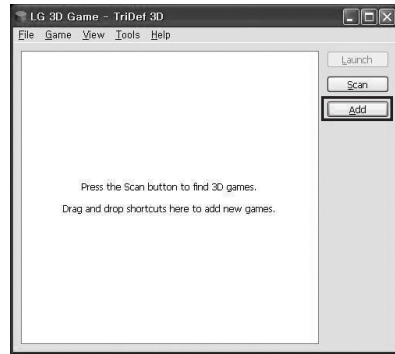 LG 3D Game - TriDef 3D
File Game View Tools Help
Launch
Scan
Add
Press the Scan button to find 3D games.
Drag and drop shortcuts here to add new games.